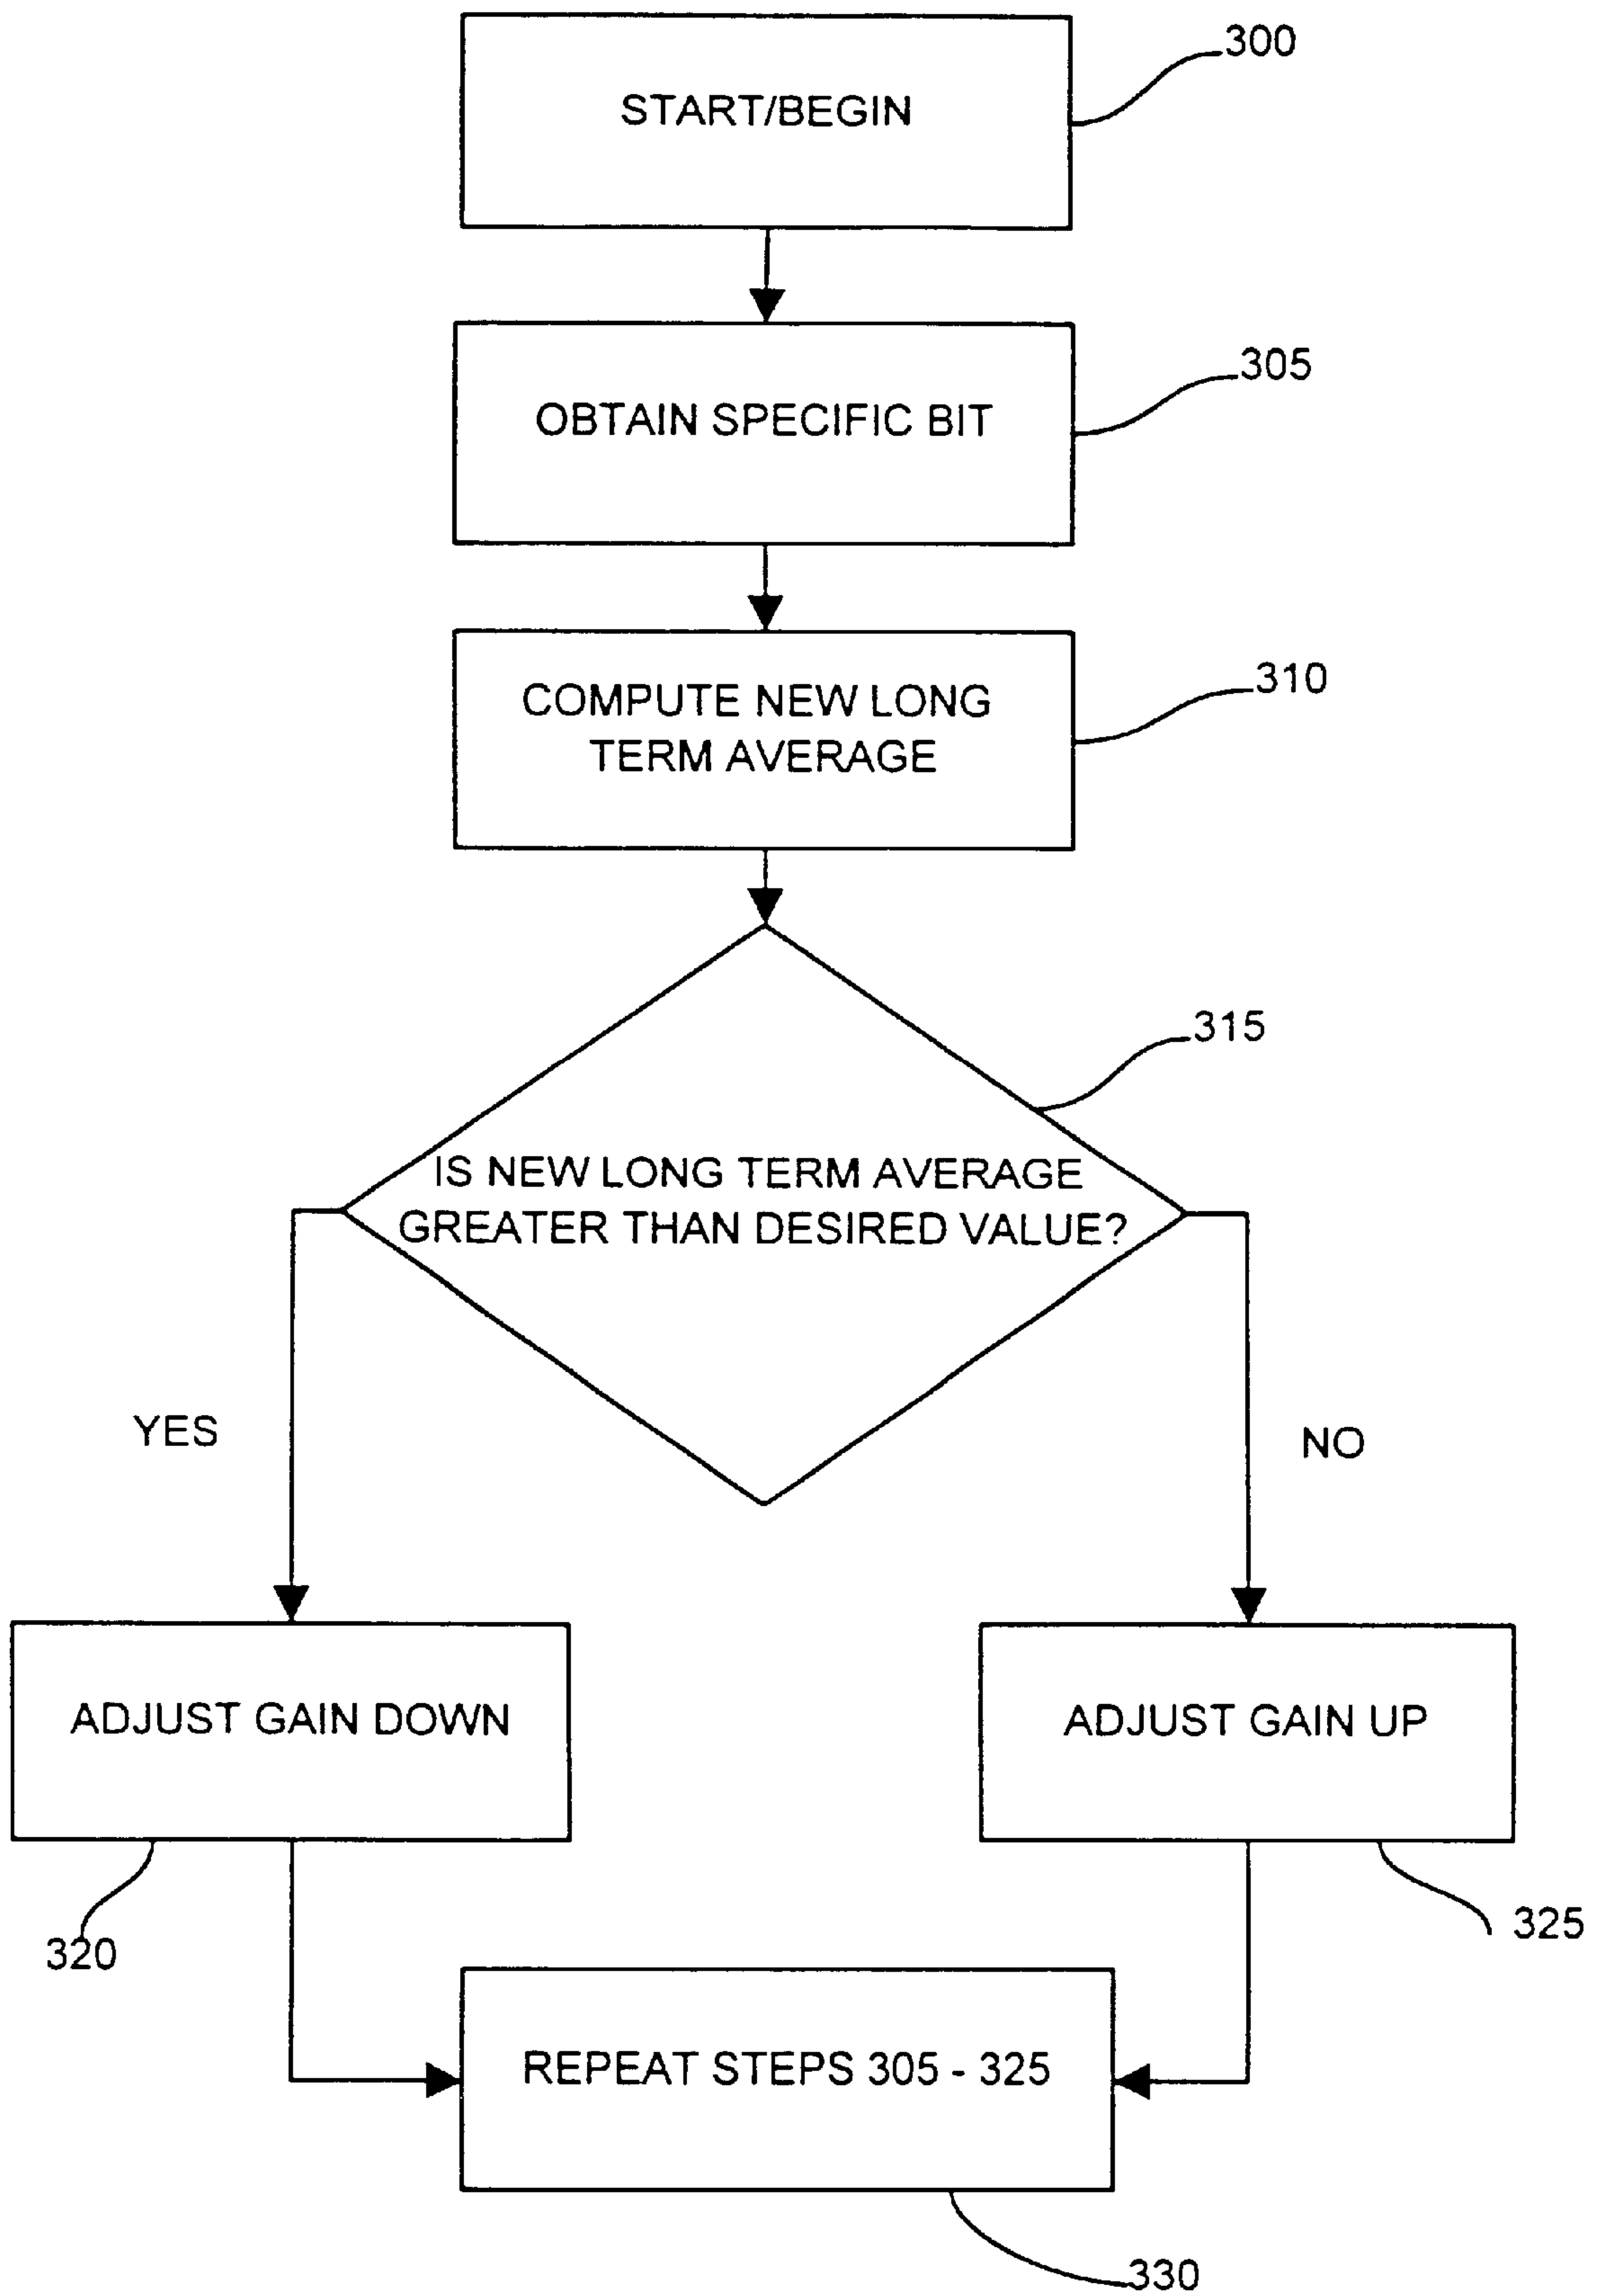 300
START/BEGIN
305
OBTAIN SPECIFIC BIT
310
COMPUTE NEW LONG
TERM AVERAGE
315
IS NEW LONG TERM AVERAGE
GREATER THAN DESIRED VALUE?
YES
NO
ADJUST GAIN DOWN
ADJUST GAIN UP
320
325
REPEAT STEPS 305 - 325
330